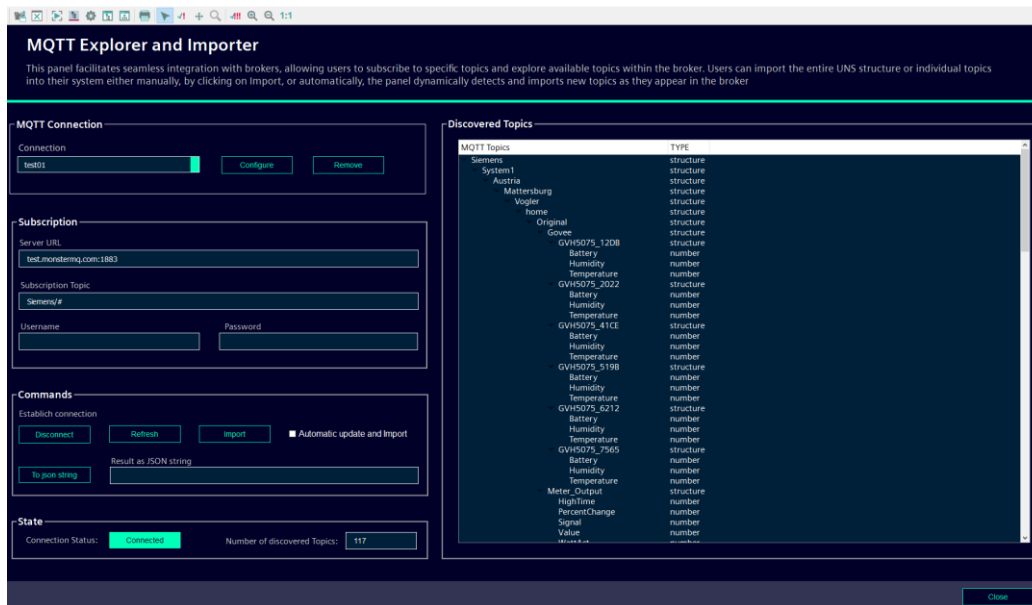 1:1
MQTT Explorer and Importer
This panel facilitates seamless integration with brokers, allowing users to subscribe to specific topics and explore available topics within the broker. Users can import the entire UNS structure or individual topics
into their system either manually, by clicking on Import, or automatically, the panel dynamically detects and imports new topics as they appear in the broker
MQTT Connection
Connection
test01
Configure
Remove
Subscription
Server URL
test.monstermq.com:1883
Subscription Topic
Siemens/#
Username
Password
Commands
Establich connection
Disconnect
Refresh
Import
Automatic update and Import
Result as JSON string
To json string
State
Connection Status:
Connected
Number of discovered Topics:
117
Discovered Topics
MQTT Topics TYPE
Siemens structure
System1 structure
Austria structure
Mattersburg structure
Vogler structure
home structure
Original structure
Govee structure
GVH5075_12DB structure
Battery number
Humidity number
Temperature number
GVH5075_2022 structure
Battery number
Humidity number
Temperature number
GVH5075_41CE structure
Battery number
Humidity number
Temperature number
GVH5075_519B structure
Battery number
Humidity number
Temperature number
GVH5075_6212 structure
Battery number
Humidity number
Temperature number
GVH5075_7565 structure
Battery number
Humidity number
Temperature number
Meter_Output structure
HighTime number
PercentChange number
Signal number
Value number
Close